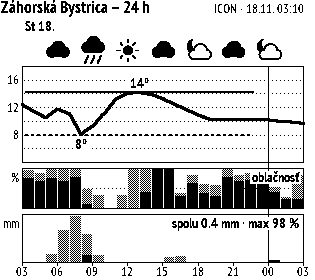 Záhorská Bystrica – 24 h
ICON · 18.11. 03:10
St 18.
16
14°
12
8
8°
%
oblačnosť
mm
spolu 0.4 mm · max 98 %
03 06 09 12 15 18 21 00 03